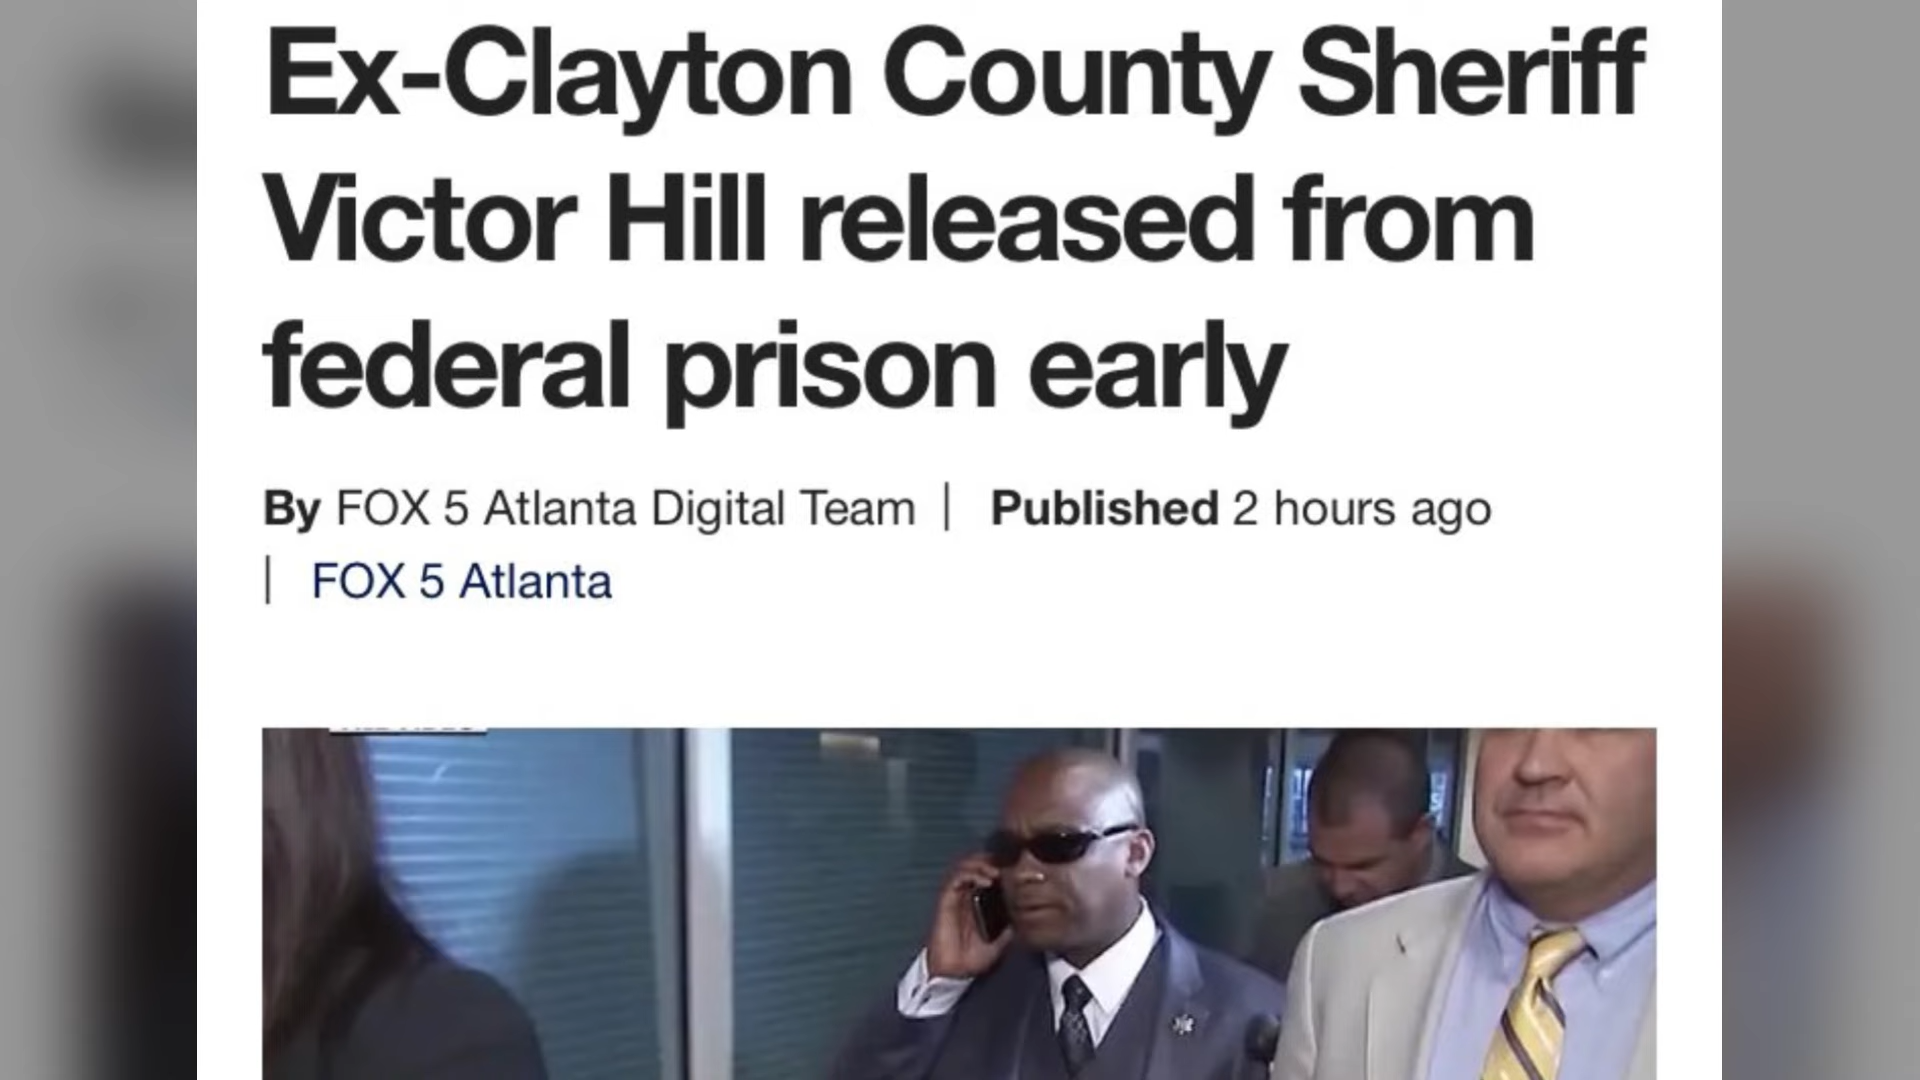 Ex-Clayton County Sheriff
Victor Hill released from
federal prison early
By FOX 5 Atlanta Digital Team | Published 2 hours ago
| FOX 5 Atlanta